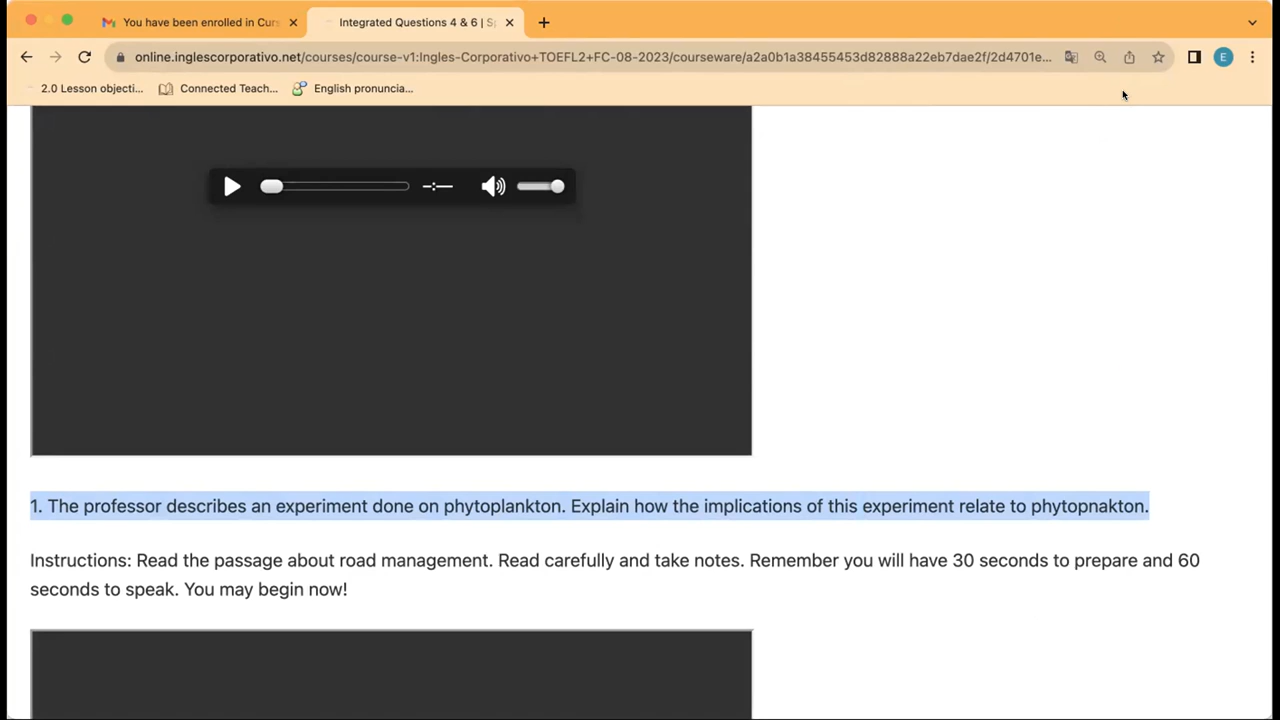 You have been enrolled in Curs
Integrated Questions 4 & 6 | Sp
online.inglescorporativo.net/courses/course-v1:Ingles-Corporativo+TOEFL2+FC-08-2023/courseware/a2a0b1a38455453d82888a22eb7dae2f/2d4701e...
E
2.0 Lesson objecti...
Connected Teach...
English pronuncia...
1. The professor describes an experiment done on phytoplankton. Explain how the implications of this experiment relate to phytopnakton.
Instructions: Read the passage about road management. Read carefully and take notes. Remember you will have 30 seconds to prepare and 60
seconds to speak. You may begin now!